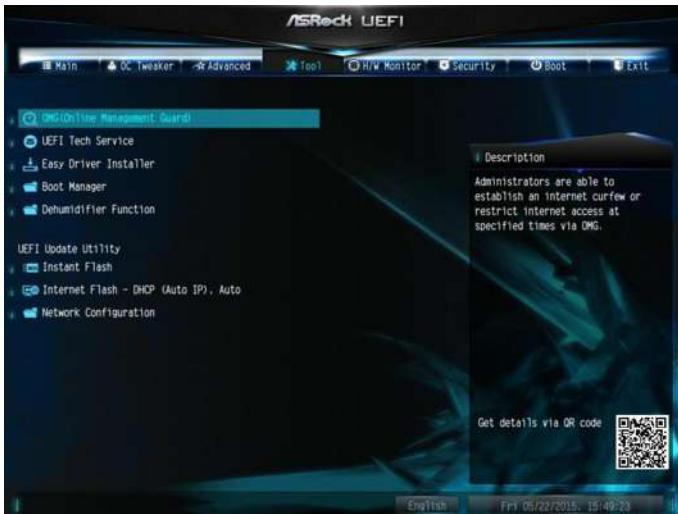 ASRock UEFI
Main OC Tweaker Advanced Tool H/W Monitor Security Boot Exit
OMG(Online Management Guard)
UEFI Tech Service
Easy Driver Installer
Boot Manager
Dehumidifier Function
UEFI Update Utility
Instant Flash
Internet Flash - DHCP (Auto IP), Auto
Network Configuration
Description
Administrators are able to
establish an internet curfew or
restrict internet access at
specified times via OMG.
Get details via QR code
English
Fri 05/22/2015, 15:49:23